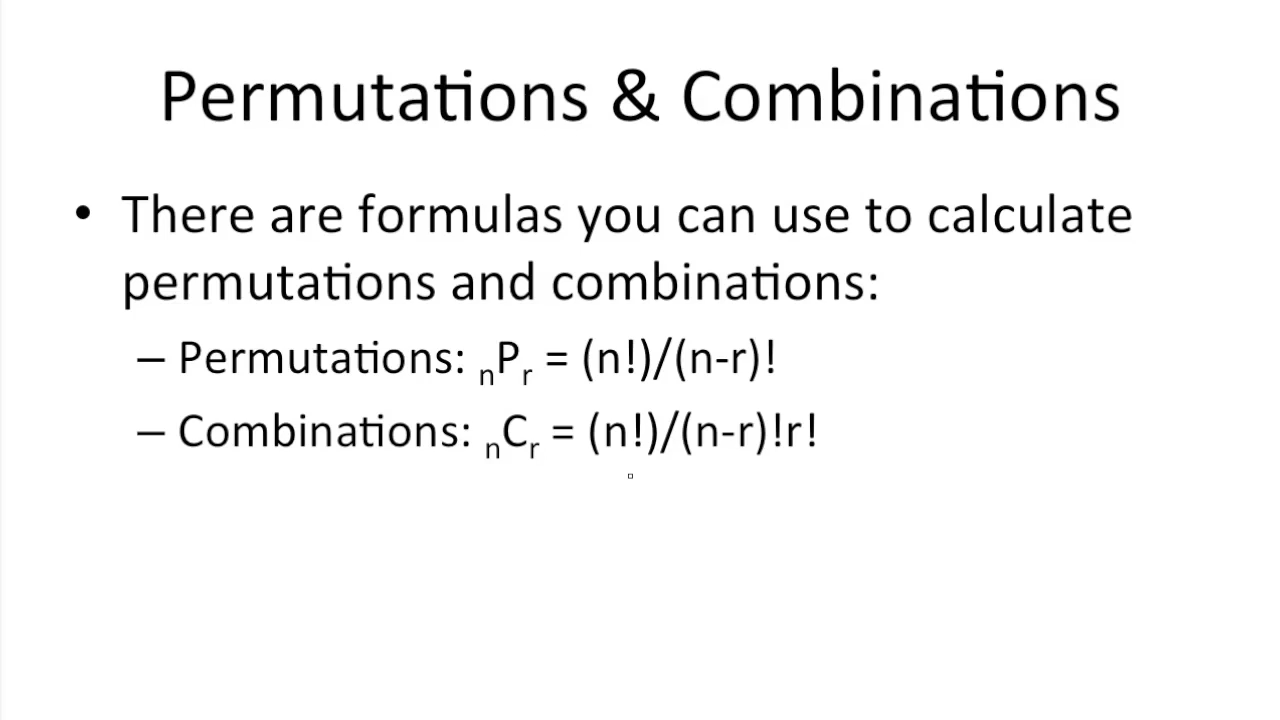 Permutations & Combinations
• There are formulas you can use to calculate
permutations and combinations:
– Permutations: nPr = (n!)/(n-r)!
– Combinations: nCr = (n!)/(n-r)!r!